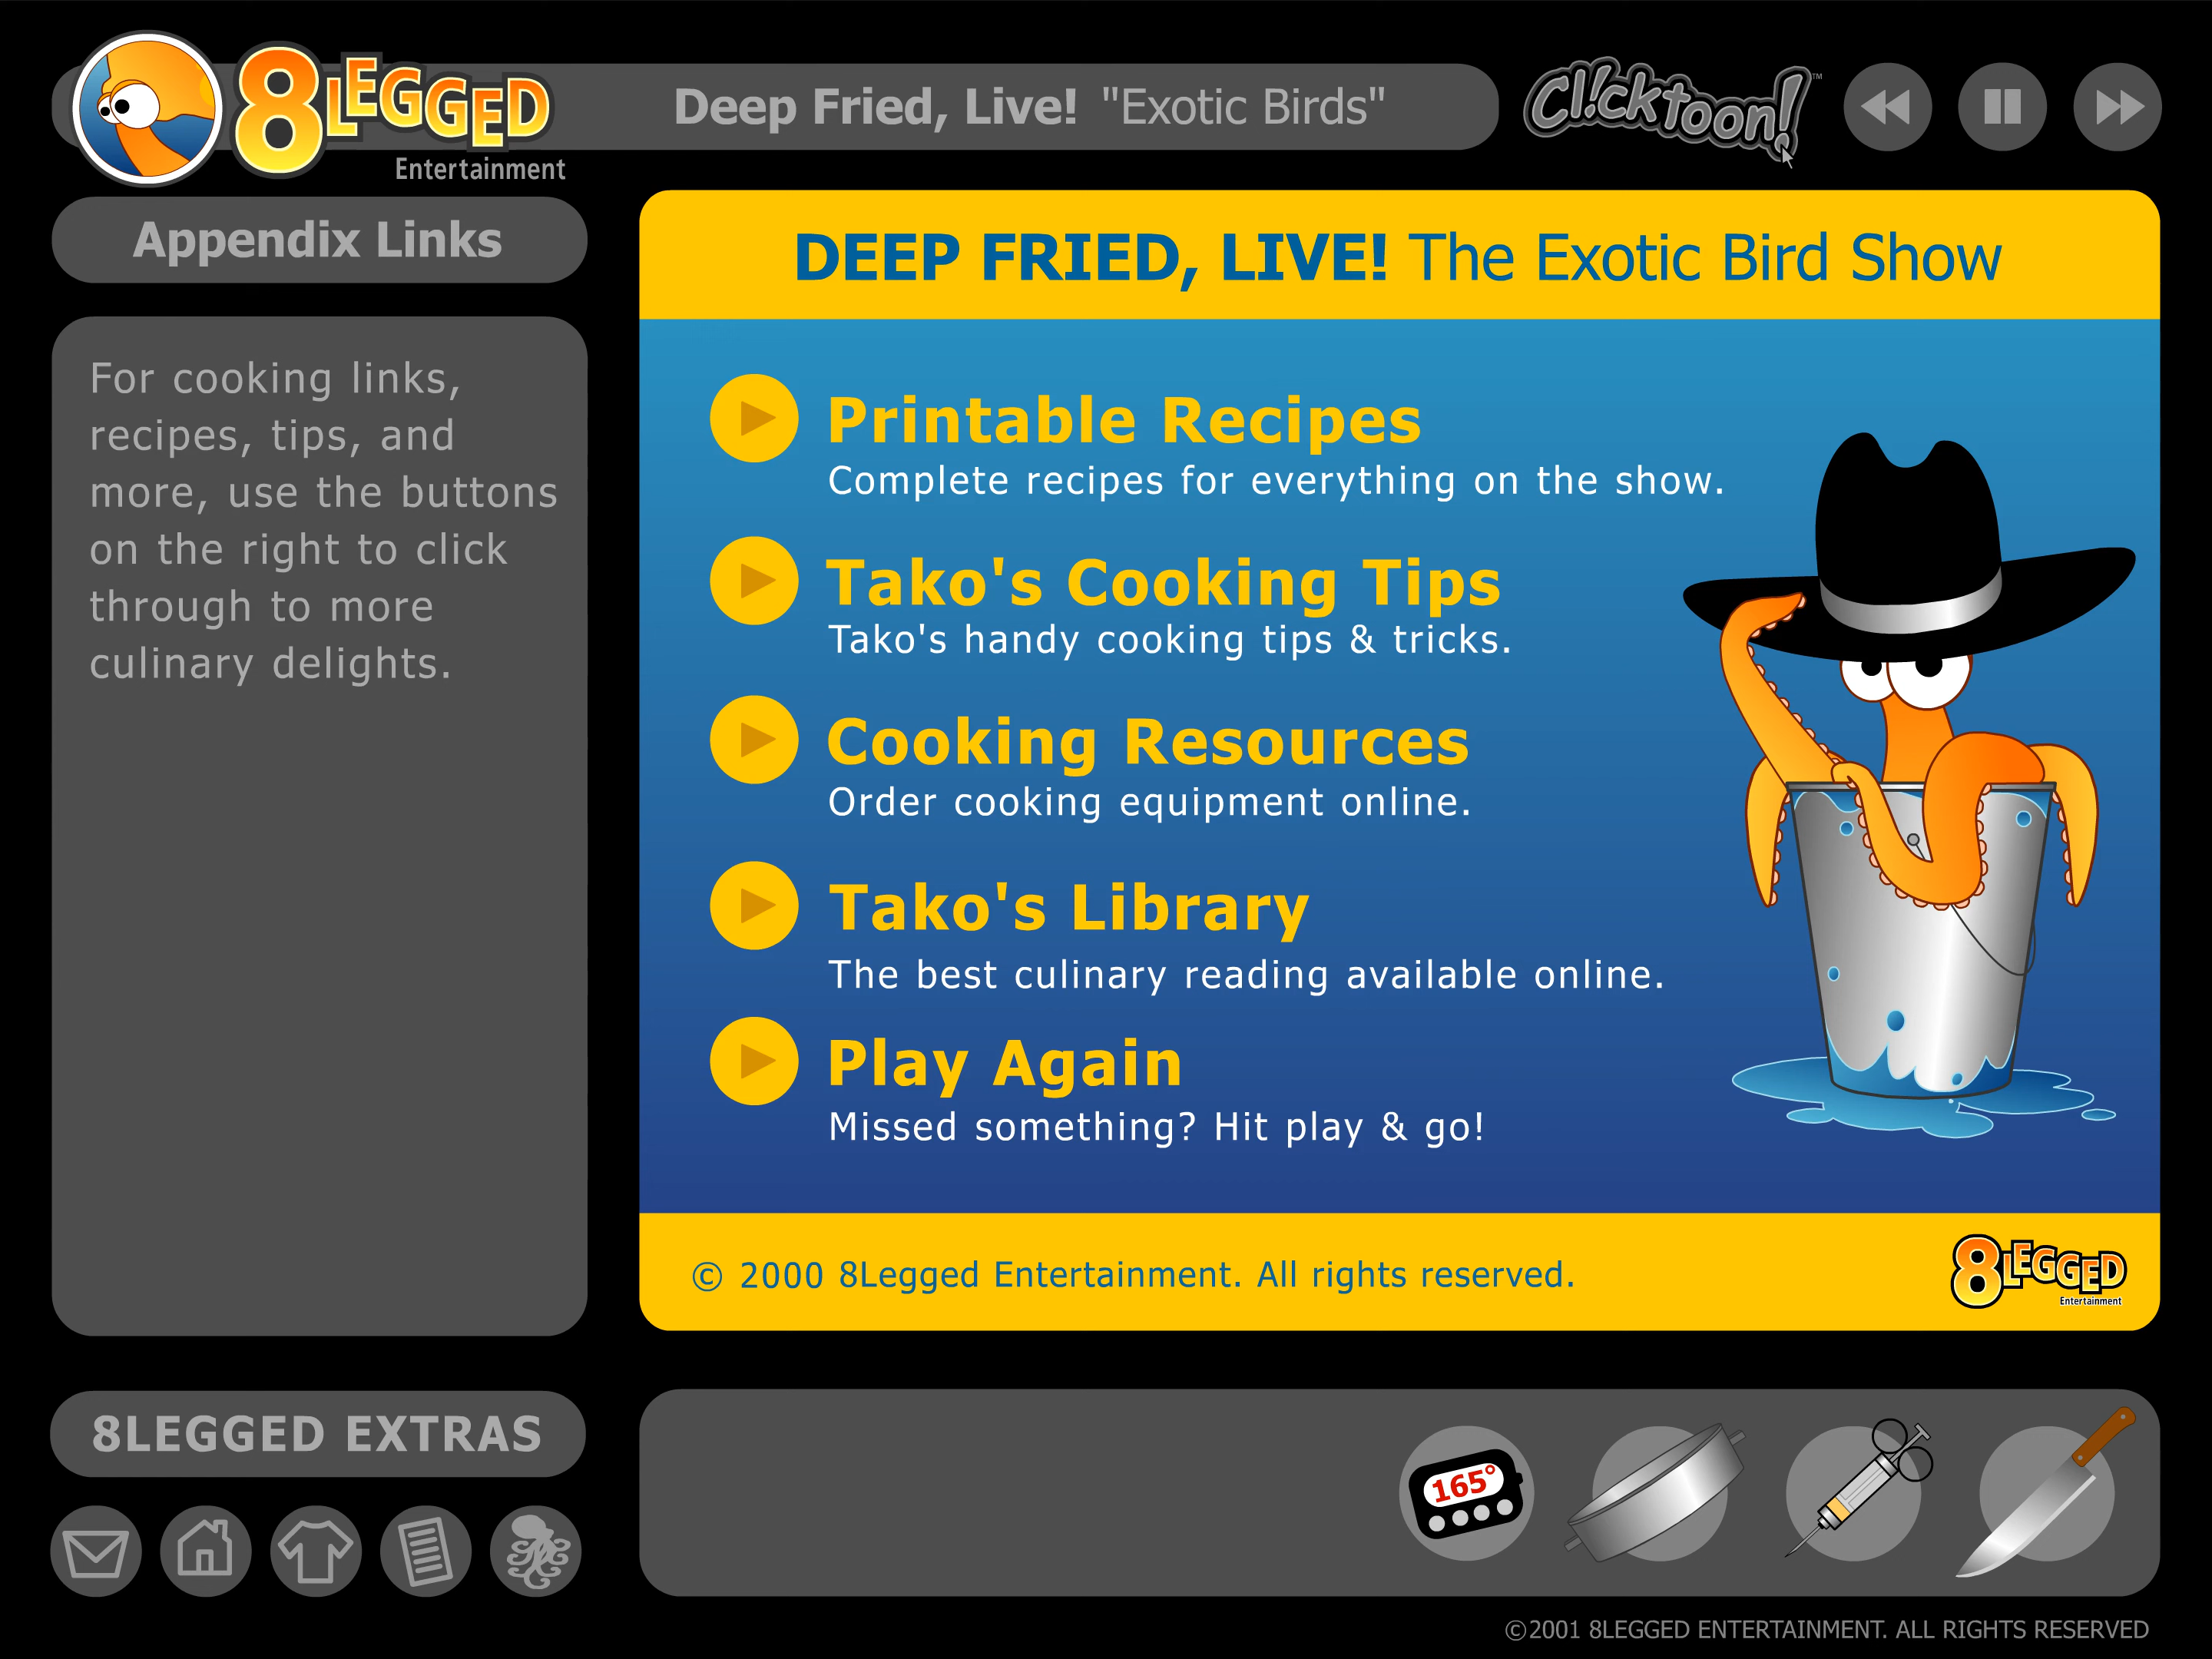 8LEGGED
Entertainment
Deep Fried, Live! "Exotic Birds"
Cl!cktoon!™
Appendix Links
For cooking links,
recipes, tips, and
more, use the buttons
on the right to click
through to more
culinary delights.
DEEP FRIED, LIVE! The Exotic Bird Show
Printable Recipes
Complete recipes for everything on the show.
Tako's Cooking Tips
Tako's handy cooking tips & tricks.
Cooking Resources
Order cooking equipment online.
Tako's Library
The best culinary reading available online.
Play Again
Missed something? Hit play & go!
© 2000 8Legged Entertainment. All rights reserved.
8LEGGED
Entertainment
8LEGGED EXTRAS
165°
©2001 8LEGGED ENTERTAINMENT. ALL RIGHTS RESERVED